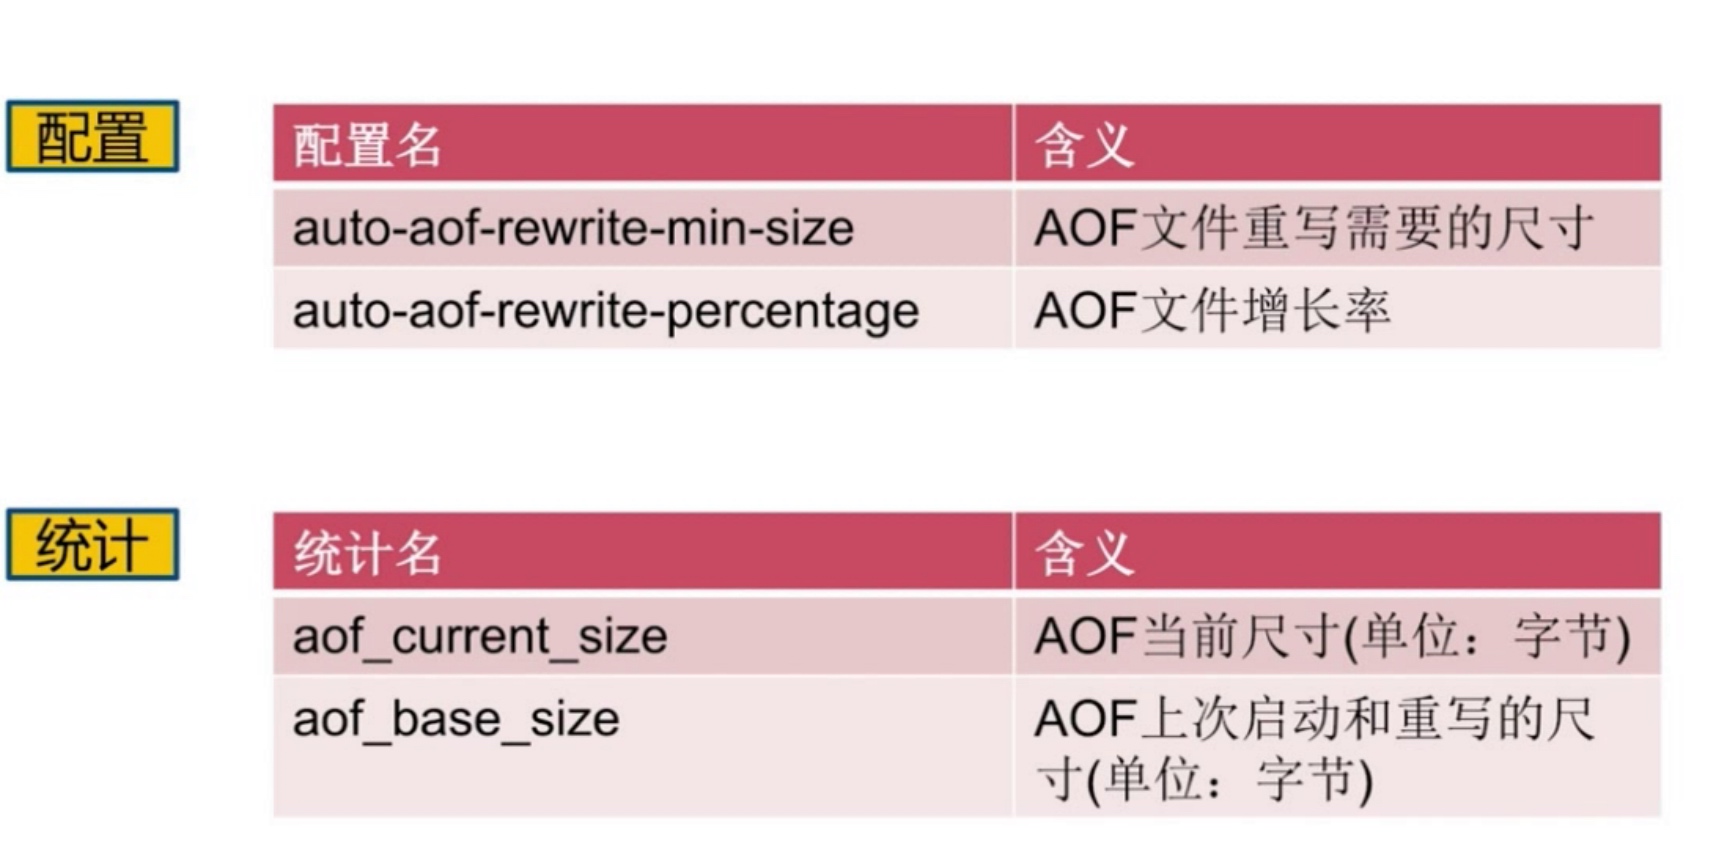 配置
配置名 含义
auto-aof-rewrite-min-size AOF文件重写需要的尺寸
auto-aof-rewrite-percentage AOF文件增长率
统计
统计名 含义
aof_current_size AOF当前尺寸(单位：字节)
aof_base_size AOF上次启动和重写的尺
寸(单位：字节)